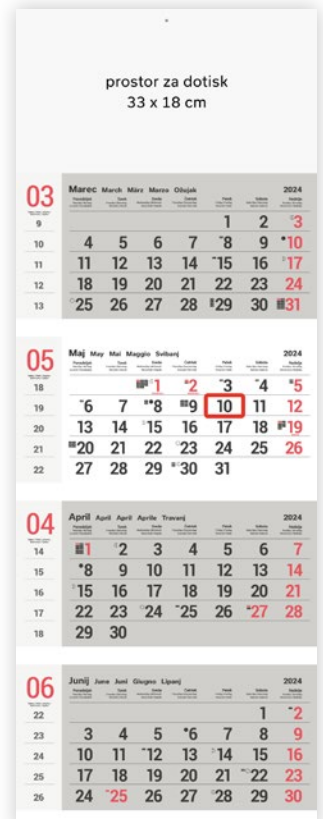 prostor za dotisk
33 x 18 cm
03 Marec March März Marzo Ožujak 2024
9 1 2 3
10 4 5 6 7 8 9 10
11 11 12 13 14 15 16 17
12 18 19 20 21 22 23 24
13 25 26 27 28 29 30 31
05 Maj May Mai Maggio Svibanj 2024
18 1 2 3 4 5
19 6 7 8 9 10 11 12
20 13 14 15 16 17 18 19
21 20 21 22 23 24 25 26
22 27 28 29 30 31
04 April April April Aprile Travanj 2024
14 1 2 3 4 5 6 7
15 8 9 10 11 12 13 14
16 15 16 17 18 19 20 21
17 22 23 24 25 26 27 28
18 29 30
06 Junij June Juni Giugno Lipanj 2024
22 1 2
23 3 4 5 6 7 8 9
24 10 11 12 13 14 15 16
25 17 18 19 20 21 22 23
26 24 25 26 27 28 29 30